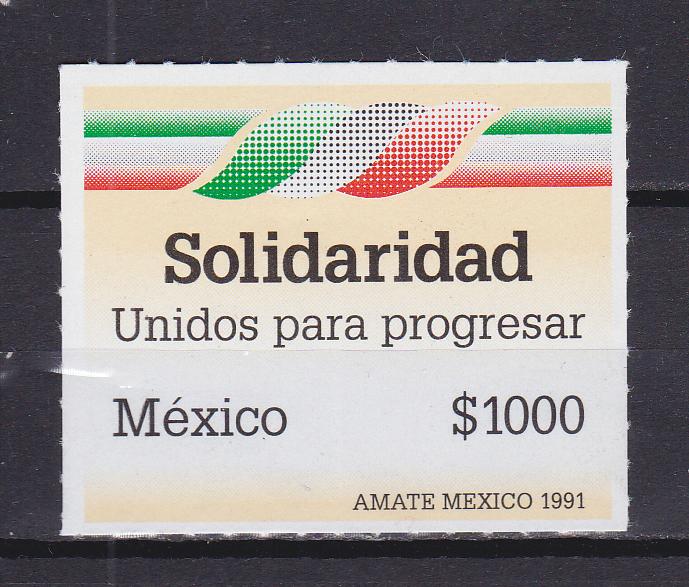 Solidaridad
Unidos para progresar
México $1000
AMATE MEXICO 1991